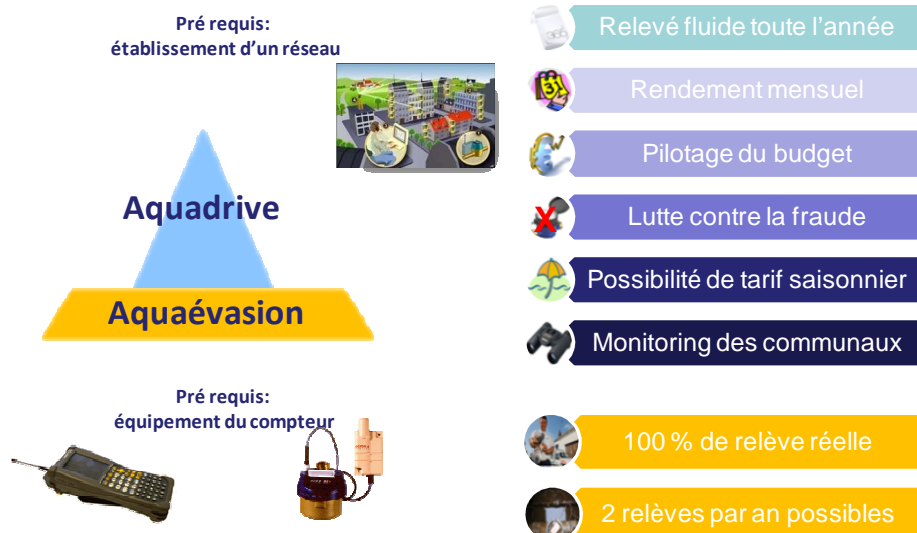 Pré requis:
établissement d'un réseau
Aquadrive
Aquaévasion
Pré requis:
équipement du compteur
Relevé fluide toute l'année
Rendement mensuel
Pilotage du budget
Lutte contre la fraude
Possibilité de tarif saisonnier
Monitoring des communaux
100 % de relève réelle
2 relèves par an possibles